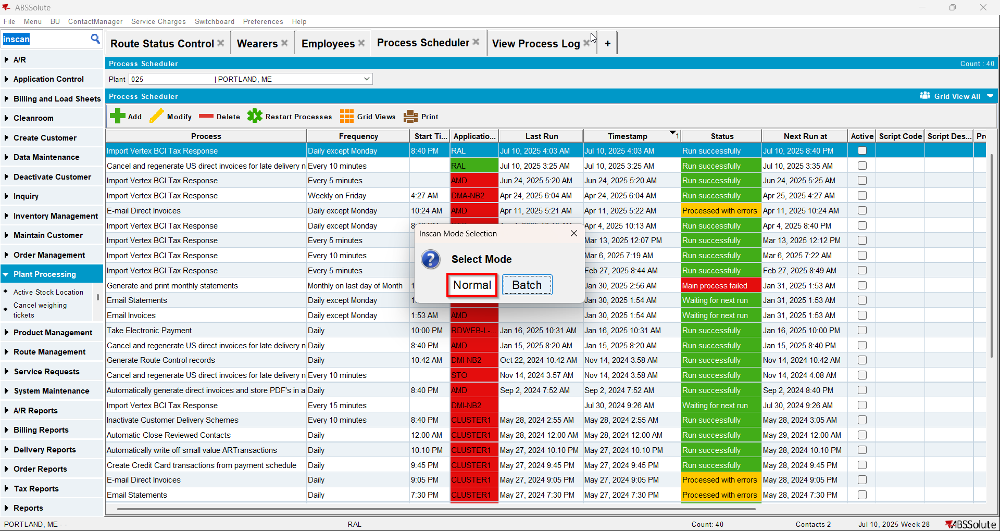 ABSSolute
File Menu BU ContactManager Service Charges Switchboard Preferences Help
inscan
Route Status Control Wearers Employees Process Scheduler View Process Log +
Process Scheduler Count : 40
Plant 025 | PORTLAND, ME
Process Scheduler Grid View All
Add Modify Delete Restart Processes Grid Views Print
Process Frequency Start Ti... Applicatio... Last Run Timestamp 1 Status Next Run at Active Script Code Script Des... Pr
Import Vertex BCI Tax Response Daily except Monday 8:40 PM RAL Jul 10, 2025 4:03 AM Jul 10, 2025 4:03 AM Run successfully Jul 10, 2025 8:40 PM
Cancel and regenerate US direct invoices for late delivery n Every 10 minutes RAL Jul 10, 2025 3:25 AM Jul 10, 2025 3:25 AM Run successfully Jul 10, 2025 3:35 AM
Import Vertex BCI Tax Response Every 5 minutes AMD Jun 24, 2025 5:20 AM Jun 24, 2025 5:20 AM Run successfully Jun 24, 2025 5:25 AM
Import Vertex BCI Tax Response Weekly on Friday 4:27 AM DMA-NB2 Apr 24, 2025 6:04 AM Apr 24, 2025 6:04 AM Run successfully Apr 25, 2025 4:27 AM
E-mail Direct Invoices Daily except Monday 10:24 AM AMD Apr 11, 2025 5:21 AM Apr 11, 2025 5:22 AM Processed with errors Apr 11, 2025 10:24 AM
Import Vertex BCI Tax Response Daily except Monday Apr 4, 2025 10:13 AM Run successfully Apr 4, 2025 8:40 PM
Import Vertex BCI Tax Response Every 5 minutes Mar 13, 2025 12:07 PM Run successfully Mar 13, 2025 12:12 PM
Import Vertex BCI Tax Response Every 10 minutes Mar 6, 2025 7:19 AM Run successfully Mar 6, 2025 7:22 AM
Import Vertex BCI Tax Response Every 5 minutes Feb 27, 2025 8:44 AM Run successfully Feb 27, 2025 8:49 AM
Generate and print monthly statements Monthly on last day of Month Jan 30, 2025 2:56 AM Main process failed Jan 31, 2025 1:53 AM
Email Statements Daily except Monday Jan 30, 2025 1:54 AM Waiting for next run Jan 31, 2025 1:53 AM
Email Invoices Daily except Monday 1:53 AM AMD Jan 30, 2025 1:54 AM Waiting for next run Jan 31, 2025 1:53 AM
Take Electronic Payment Daily 10:00 PM RDWEB-L-... Jan 16, 2025 10:31 AM Jan 16, 2025 10:31 AM Run successfully Jan 16, 2025 10:00 PM
Cancel and regenerate US direct invoices for late delivery n Daily 8:40 PM AMD Jan 15, 2025 8:20 AM Jan 15, 2025 8:20 AM Run successfully Jan 15, 2025 8:40 PM
Generate Route Control records Daily 10:42 AM DMI-NB2 Oct 22, 2024 10:42 AM Nov 14, 2024 3:58 AM Run successfully Nov 14, 2024 10:42 AM
Cancel and regenerate US direct invoices for late delivery n Every 10 minutes STO Nov 14, 2024 3:57 AM Nov 14, 2024 3:58 AM Run successfully Nov 14, 2024 4:08 AM
Automatically generate direct invoices and store PDF's in a Daily 8:40 PM AMD Sep 2, 2024 7:52 AM Sep 2, 2024 7:52 AM Run successfully Sep 2, 2024 8:40 PM
Import Vertex BCI Tax Response Every 15 minutes DMI-NB2 Jul 30, 2024 9:26 AM Waiting for next run Jul 30, 2024 9:26 AM
Inactivate Customer Delivery Schemes Every 10 minutes 8:40 PM CLUSTER1 May 28, 2024 2:55 AM May 28, 2024 2:55 AM Run successfully May 28, 2024 3:05 AM
Automatic Close Reviewed Contacts Daily 12:00 AM CLUSTER1 May 28, 2024 12:00 AM May 28, 2024 12:00 AM Run successfully May 29, 2024 12:00 AM
Automatically write off small value ARTransactions Daily 10:10 PM CLUSTER1 May 27, 2024 10:10 PM May 27, 2024 10:10 PM Run successfully May 28, 2024 10:10 PM
Create Credit Card transactions from payment schedule Daily 9:45 PM CLUSTER1 May 27, 2024 9:45 PM May 27, 2024 9:45 PM Run successfully May 28, 2024 9:45 PM
E-mail Direct Invoices Daily 9:05 PM CLUSTER1 May 27, 2024 9:05 PM May 27, 2024 9:05 PM Processed with errors May 28, 2024 9:05 PM
Email Statements Daily 7:30 PM CLUSTER1 May 27, 2024 7:30 PM May 27, 2024 7:30 PM Processed with errors May 28, 2024 7:30 PM
Inscan Mode Selection
Select Mode
Normal Batch
A/R
Application Control
Billing and Load Sheets
Cleanroom
Create Customer
Data Maintenance
Deactivate Customer
Inquiry
Inventory Management
Maintain Customer
Order Management
Plant Processing
Active Stock Location
Cancel weighing
tickets
Product Management
Route Management
Service Requests
System Maintenance
A/R Reports
Billing Reports
Delivery Reports
Order Reports
Tax Reports
Reports
PORTLAND, ME - - RAL Count: 40 Contacts 2 Jul 10, 2025 Week 28 ABSSolute